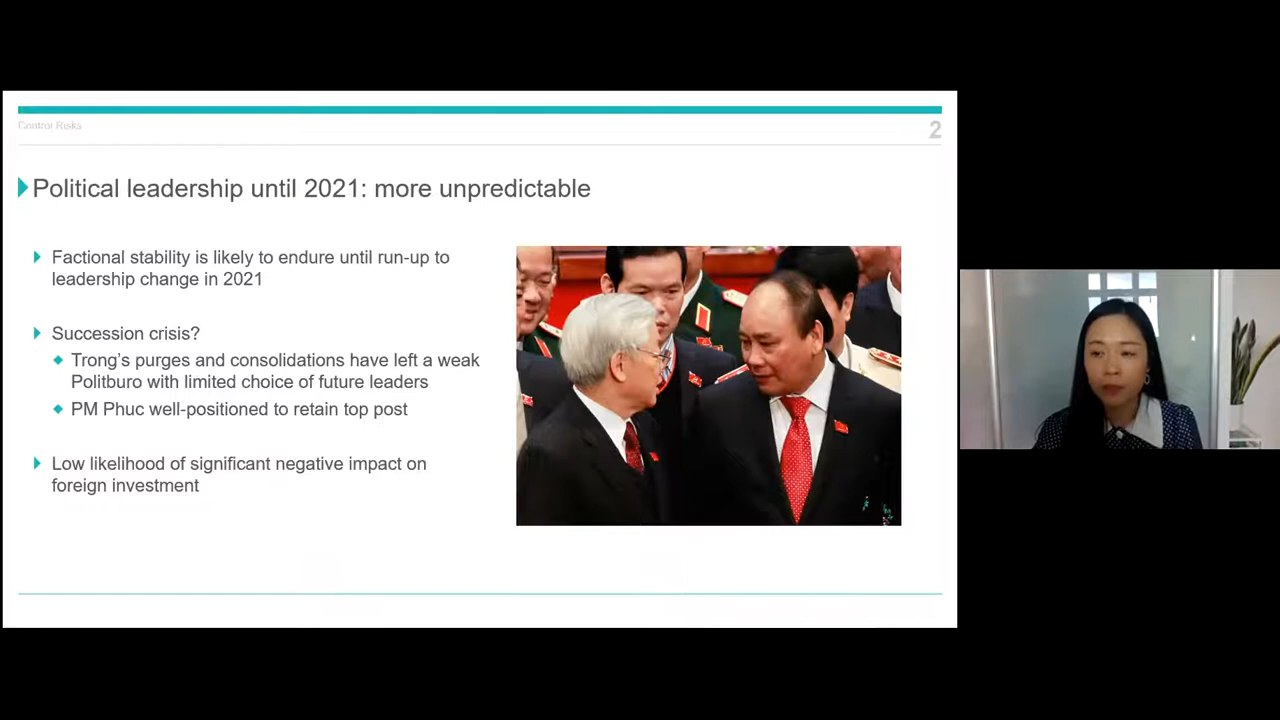 Control Risks
2
Political leadership until 2021: more unpredictable
Factional stability is likely to endure until run-up to
leadership change in 2021
Succession crisis?
Trong's purges and consolidations have left a weak
Politburo with limited choice of future leaders
PM Phuc well-positioned to retain top post
Low likelihood of significant negative impact on
foreign investment